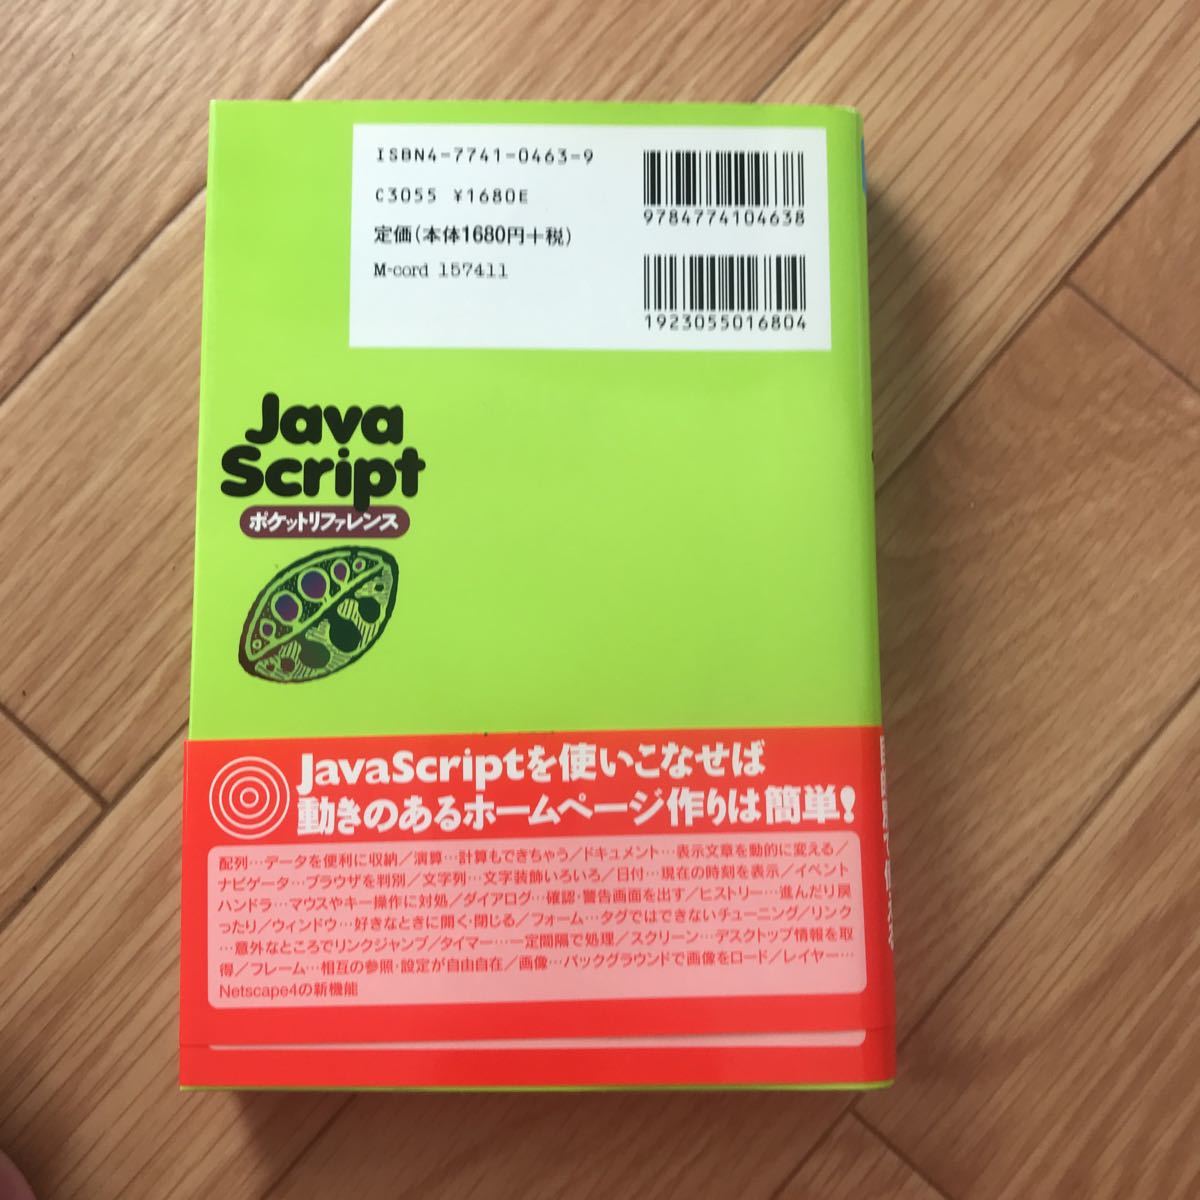 ISBN4-7741-0463-9
C3055 ¥1680E
定価(本体1680円+税)
M-cord 157411
9784774104638
1923055016804
Java
Script
ポケットリファレンス
JavaScriptを使いこなせば
動きのあるホームページ作りは簡単!
配列…データを便利に収納/演算…計算もできちゃう/ドキュメント…表示文章を動的に変える/
ナビゲータ…ブラウザを判別/文字列…文字装飾いろいろ/日付…現在の時刻を表示/イベント
ハンドラ…マウスやキー操作に対処/ダイアログ…確認・警告画面を出す/ヒストリー…進んだり戻
ったり/ウィンドウ…好きなときに開く・閉じる/フォーム…タグではできないチューニング/リンク
…意外なところでリンクジャンプ/タイマー…一定間隔で処理/スクリーン…デスクトップ情報を取
得/フレーム…相互の参照・設定が自由自在/画像…バックグラウンドで画像をロード/レイヤー…
Netscape4の新機能